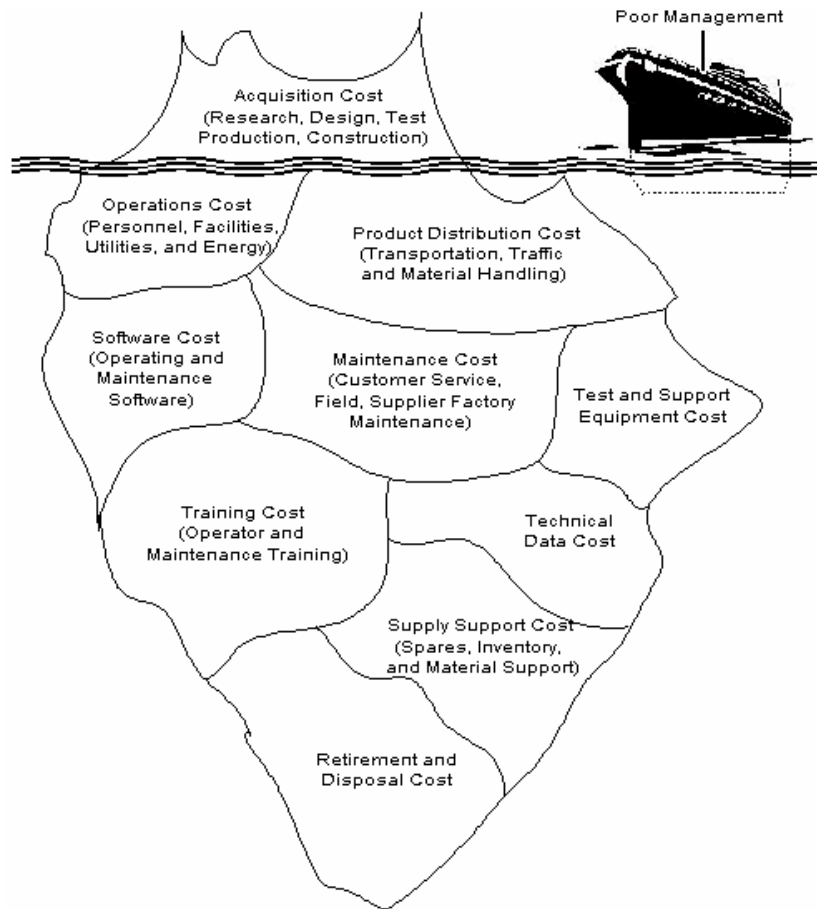 Poor Management
Acquisition Cost
(Research, Design, Test
Production, Construction)
Operations Cost
(Personnel, Facilities,
Utilities, and Energy)
Product Distribution Cost
(Transportation, Traffic
and Material Handling)
Software Cost
(Operating and
Maintenance
Software)
Maintenance Cost
(Customer Service,
Field, Supplier Factory
Maintenance)
Test and Support
Equipment Cost
Training Cost
(Operator and
Maintenance Training)
Technical
Data Cost
Supply Support Cost
(Spares, Inventory,
and Material Support)
Retirement and
Disposal Cost